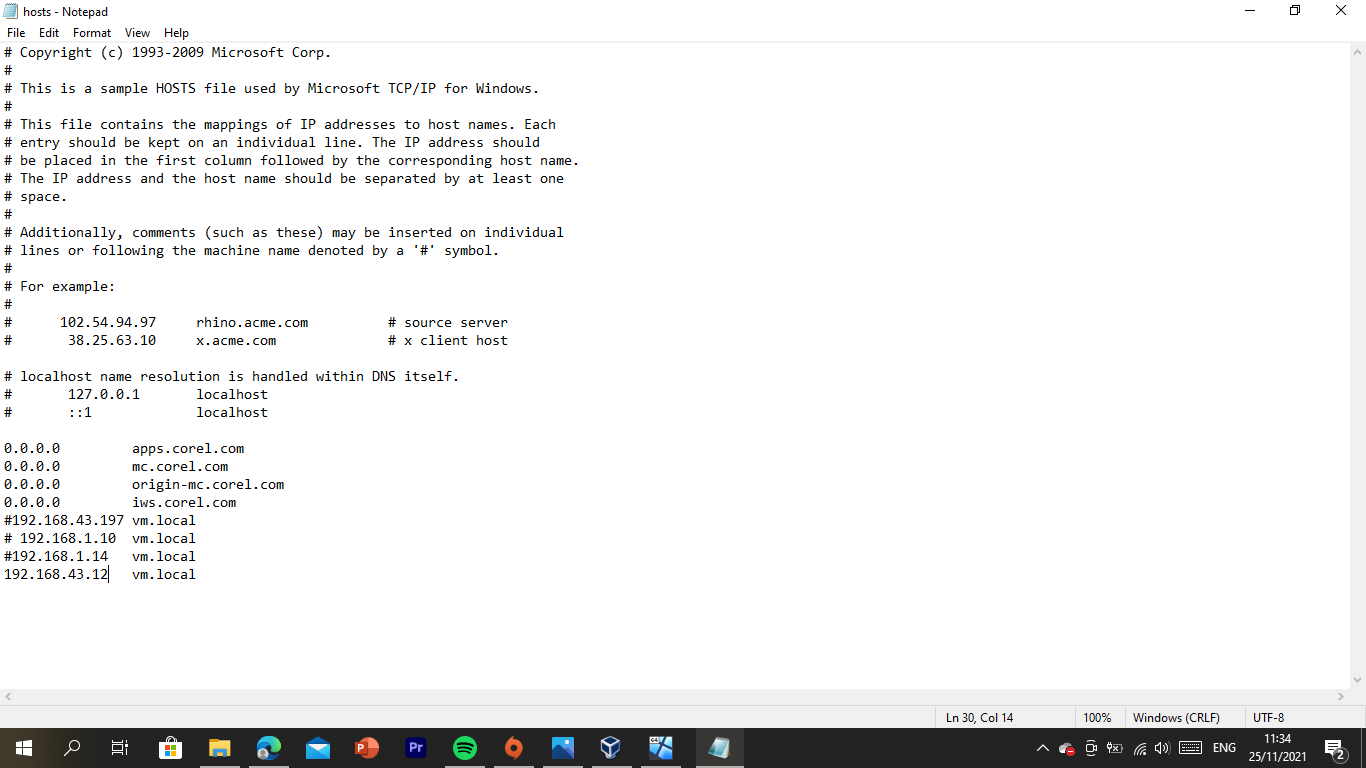 hosts - Notepad
File Edit Format View Help
# Copyright (c) 1993-2009 Microsoft Corp.
#
# This is a sample HOSTS file used by Microsoft TCP/IP for Windows.
#
# This file contains the mappings of IP addresses to host names. Each
# entry should be kept on an individual line. The IP address should
# be placed in the first column followed by the corresponding host name.
# The IP address and the host name should be separated by at least one
# space.
#
# Additionally, comments (such as these) may be inserted on individual
# lines or following the machine name denoted by a '#' symbol.
#
# For example:
#
#      102.54.94.97     rhino.acme.com          # source server
#       38.25.63.10     x.acme.com              # x client host

# localhost name resolution is handled within DNS itself.
#       127.0.0.1       localhost
#       ::1             localhost

0.0.0.0         apps.corel.com
0.0.0.0         mc.corel.com
0.0.0.0         origin-mc.corel.com
0.0.0.0         iws.corel.com
#192.168.43.197 vm.local
# 192.168.1.10  vm.local
#192.168.1.14   vm.local
192.168.43.12   vm.local
Ln 30, Col 14 100% Windows (CRLF) UTF-8
P Pr G4 ENG 11:34
25/11/2021 2